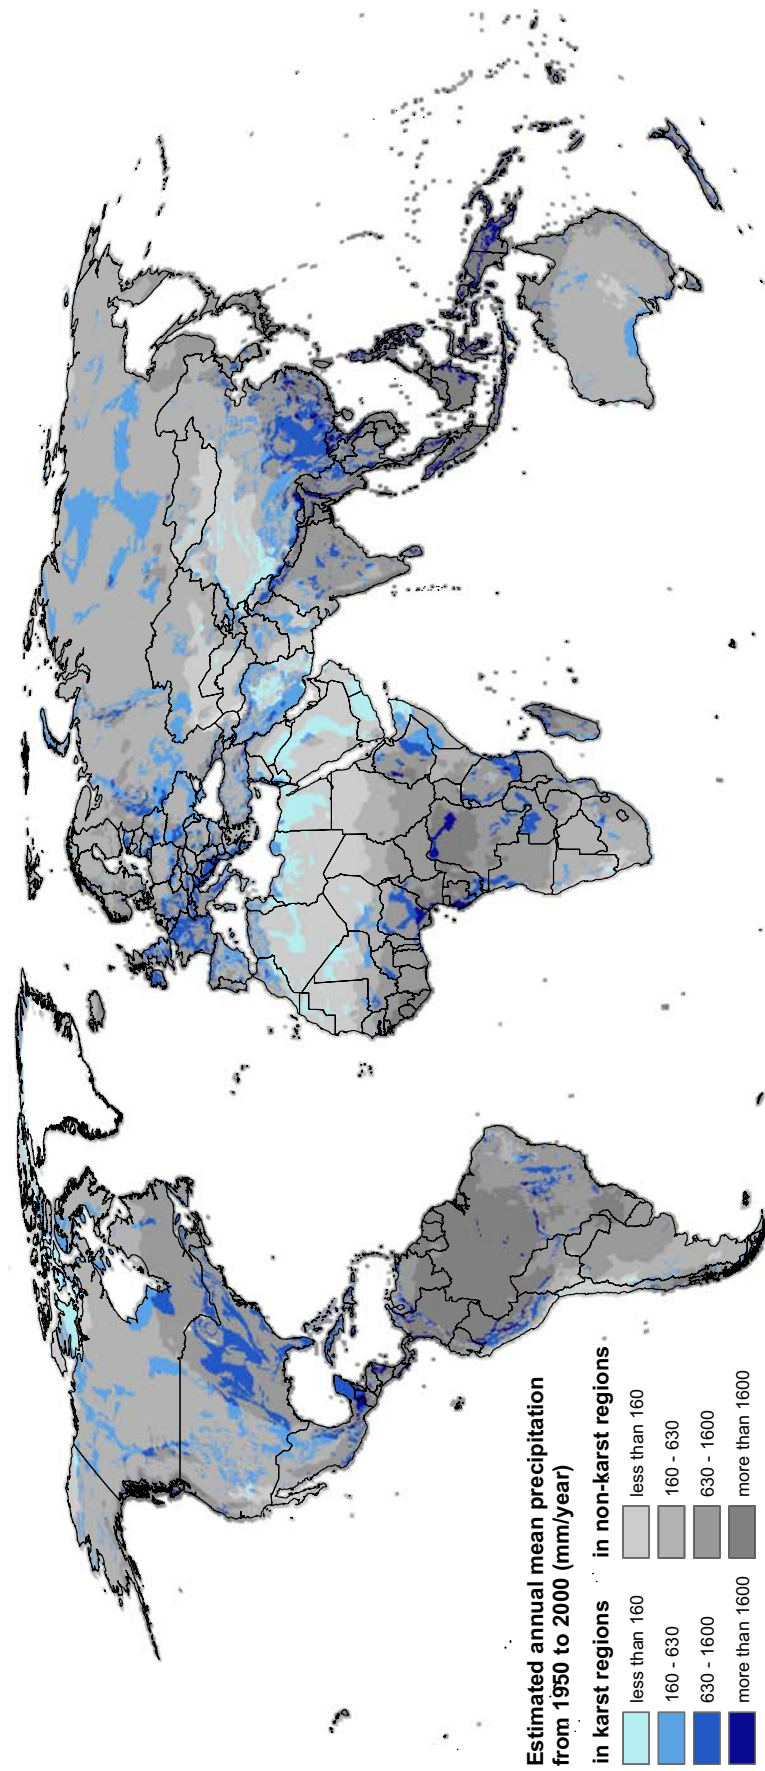 Estimated annual mean precipitation
from 1950 to 2000 (mm/year)
in karst regions
in non-karst regions
less than 160
less than 160
160 - 630
160 - 630
630 - 1600
630 - 1600
more than 1600
more than 1600